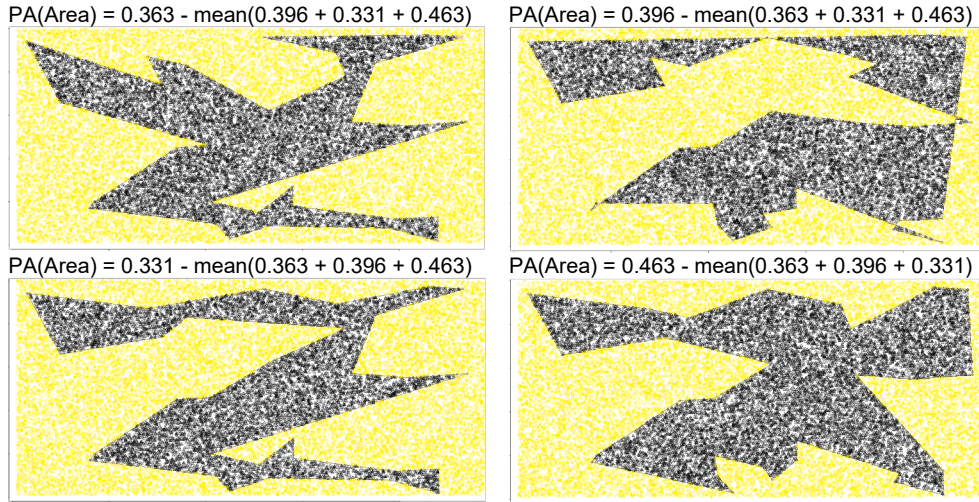 PA(Area) = 0.363 - mean(0.396 + 0.331 + 0.463)
PA(Area) = 0.396 - mean(0.363 + 0.331 + 0.463)
PA(Area) = 0.331 - mean(0.363 + 0.396 + 0.463)
PA(Area) = 0.463 - mean(0.363 + 0.396 + 0.331)